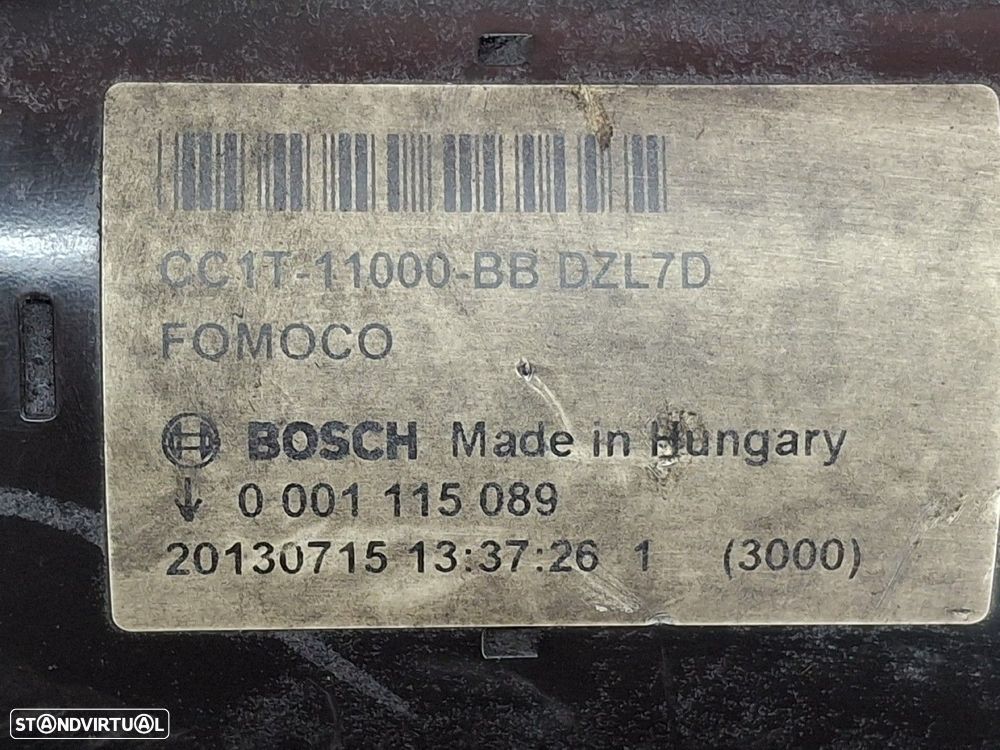 CC1T-11000-BB DZL7D
FOMOCO
BOSCH Made in Hungary
↓ 0 001 115 089
20130715 13:37:26 1 (3000)
STANDVIRTUAL